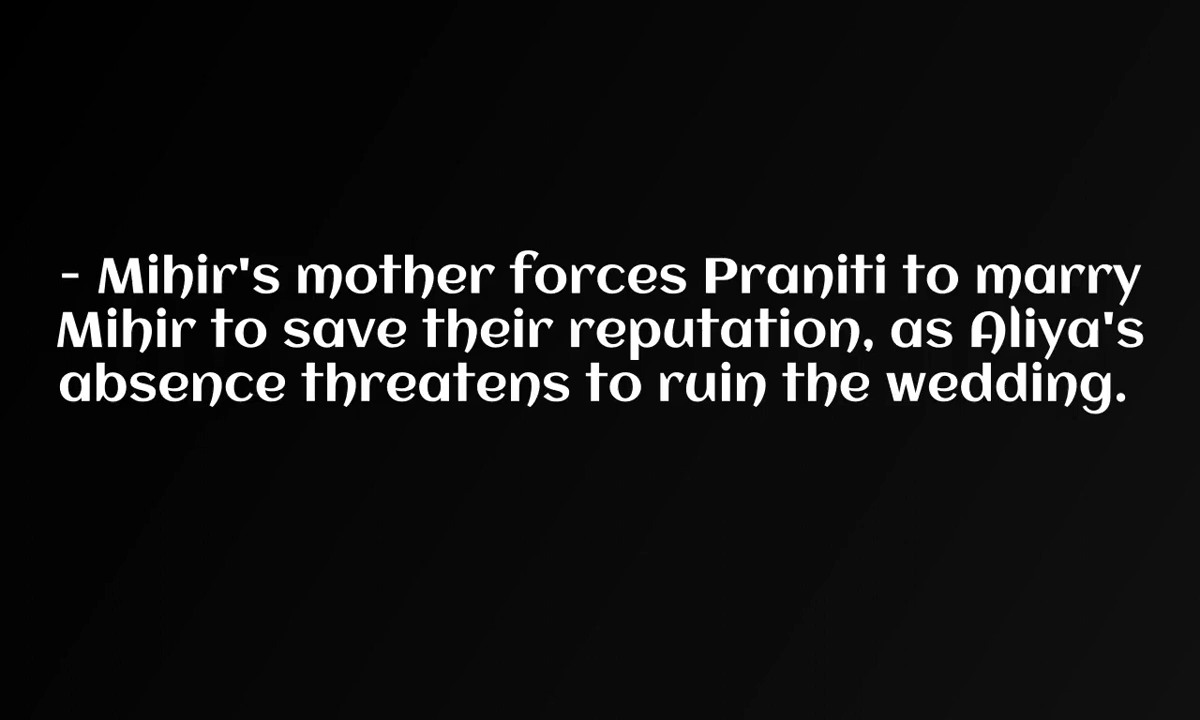 - Mihir's mother forces Praniti to marry
Mihir to save their reputation, as Aliya's
absence threatens to ruin the wedding.